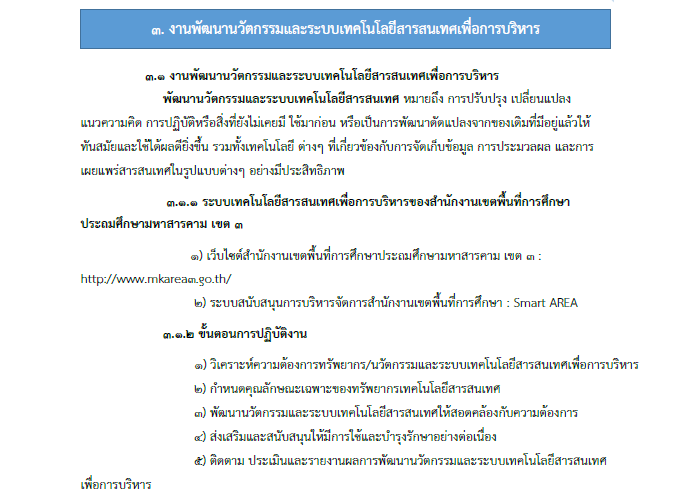 ๓. งานพัฒนานวัตกรรมและระบบเทคโนโลยีสารสนเทศเพื่อการบริหาร
๓.๑ งานพัฒนานวัตกรรมและระบบเทคโนโลยีสารสนเทศเพื่อการบริหาร
พัฒนานวัตกรรมและระบบเทคโนโลยีสารสนเทศ หมายถึง การปรับปรุง เปลี่ยนแปลง
แนวความคิด การปฏิบัติหรือสิ่งที่ยังไม่เคยมี ใช้มาก่อน หรือเป็นการพัฒนาดัดแปลงจากของเดิมที่มีอยู่แล้วให้
ทันสมัยและใช้ได้ผลดียิ่งขึ้น รวมทั้งเทคโนโลยี ต่างๆ ที่เกี่ยวข้องกับการจัดเก็บข้อมูล การประมวลผล และการ
เผยแพร่สารสนเทศในรูปแบบต่างๆ อย่างมีประสิทธิภาพ
๓.๑.๑ ระบบเทคโนโลยีสารสนเทศเพื่อการบริหารของสำนักงานเขตพื้นที่การศึกษา
ประถมศึกษามหาสารคาม เขต ๓
๑) เว็บไซต์สำนักงานเขตพื้นที่การศึกษาประถมศึกษามหาสารคาม เขต ๓ :
http://www.mkarea๓.go.th/
๒) ระบบสนับสนุนการบริหารจัดการสำนักงานเขตพื้นที่การศึกษา : Smart AREA
๓.๑.๒ ขั้นตอนการปฏิบัติงาน
๑) วิเคราะห์ความต้องการทรัพยากร/นวัตกรรมและระบบเทคโนโลยีสารสนเทศเพื่อการบริหาร
๒) กำหนดคุณลักษณะเฉพาะของทรัพยากรเทคโนโลยีสารสนเทศ
๓) พัฒนานวัตกรรมและระบบเทคโนโลยีสารสนเทศให้สอดคล้องกับความต้องการ
๔) ส่งเสริมและสนับสนุนให้มีการใช้และบำรุงรักษาอย่างต่อเนื่อง
๕) ติดตาม ประเมินและรายงานผลการพัฒนานวัตกรรมและระบบเทคโนโลยีสารสนเทศ
เพื่อการบริหาร